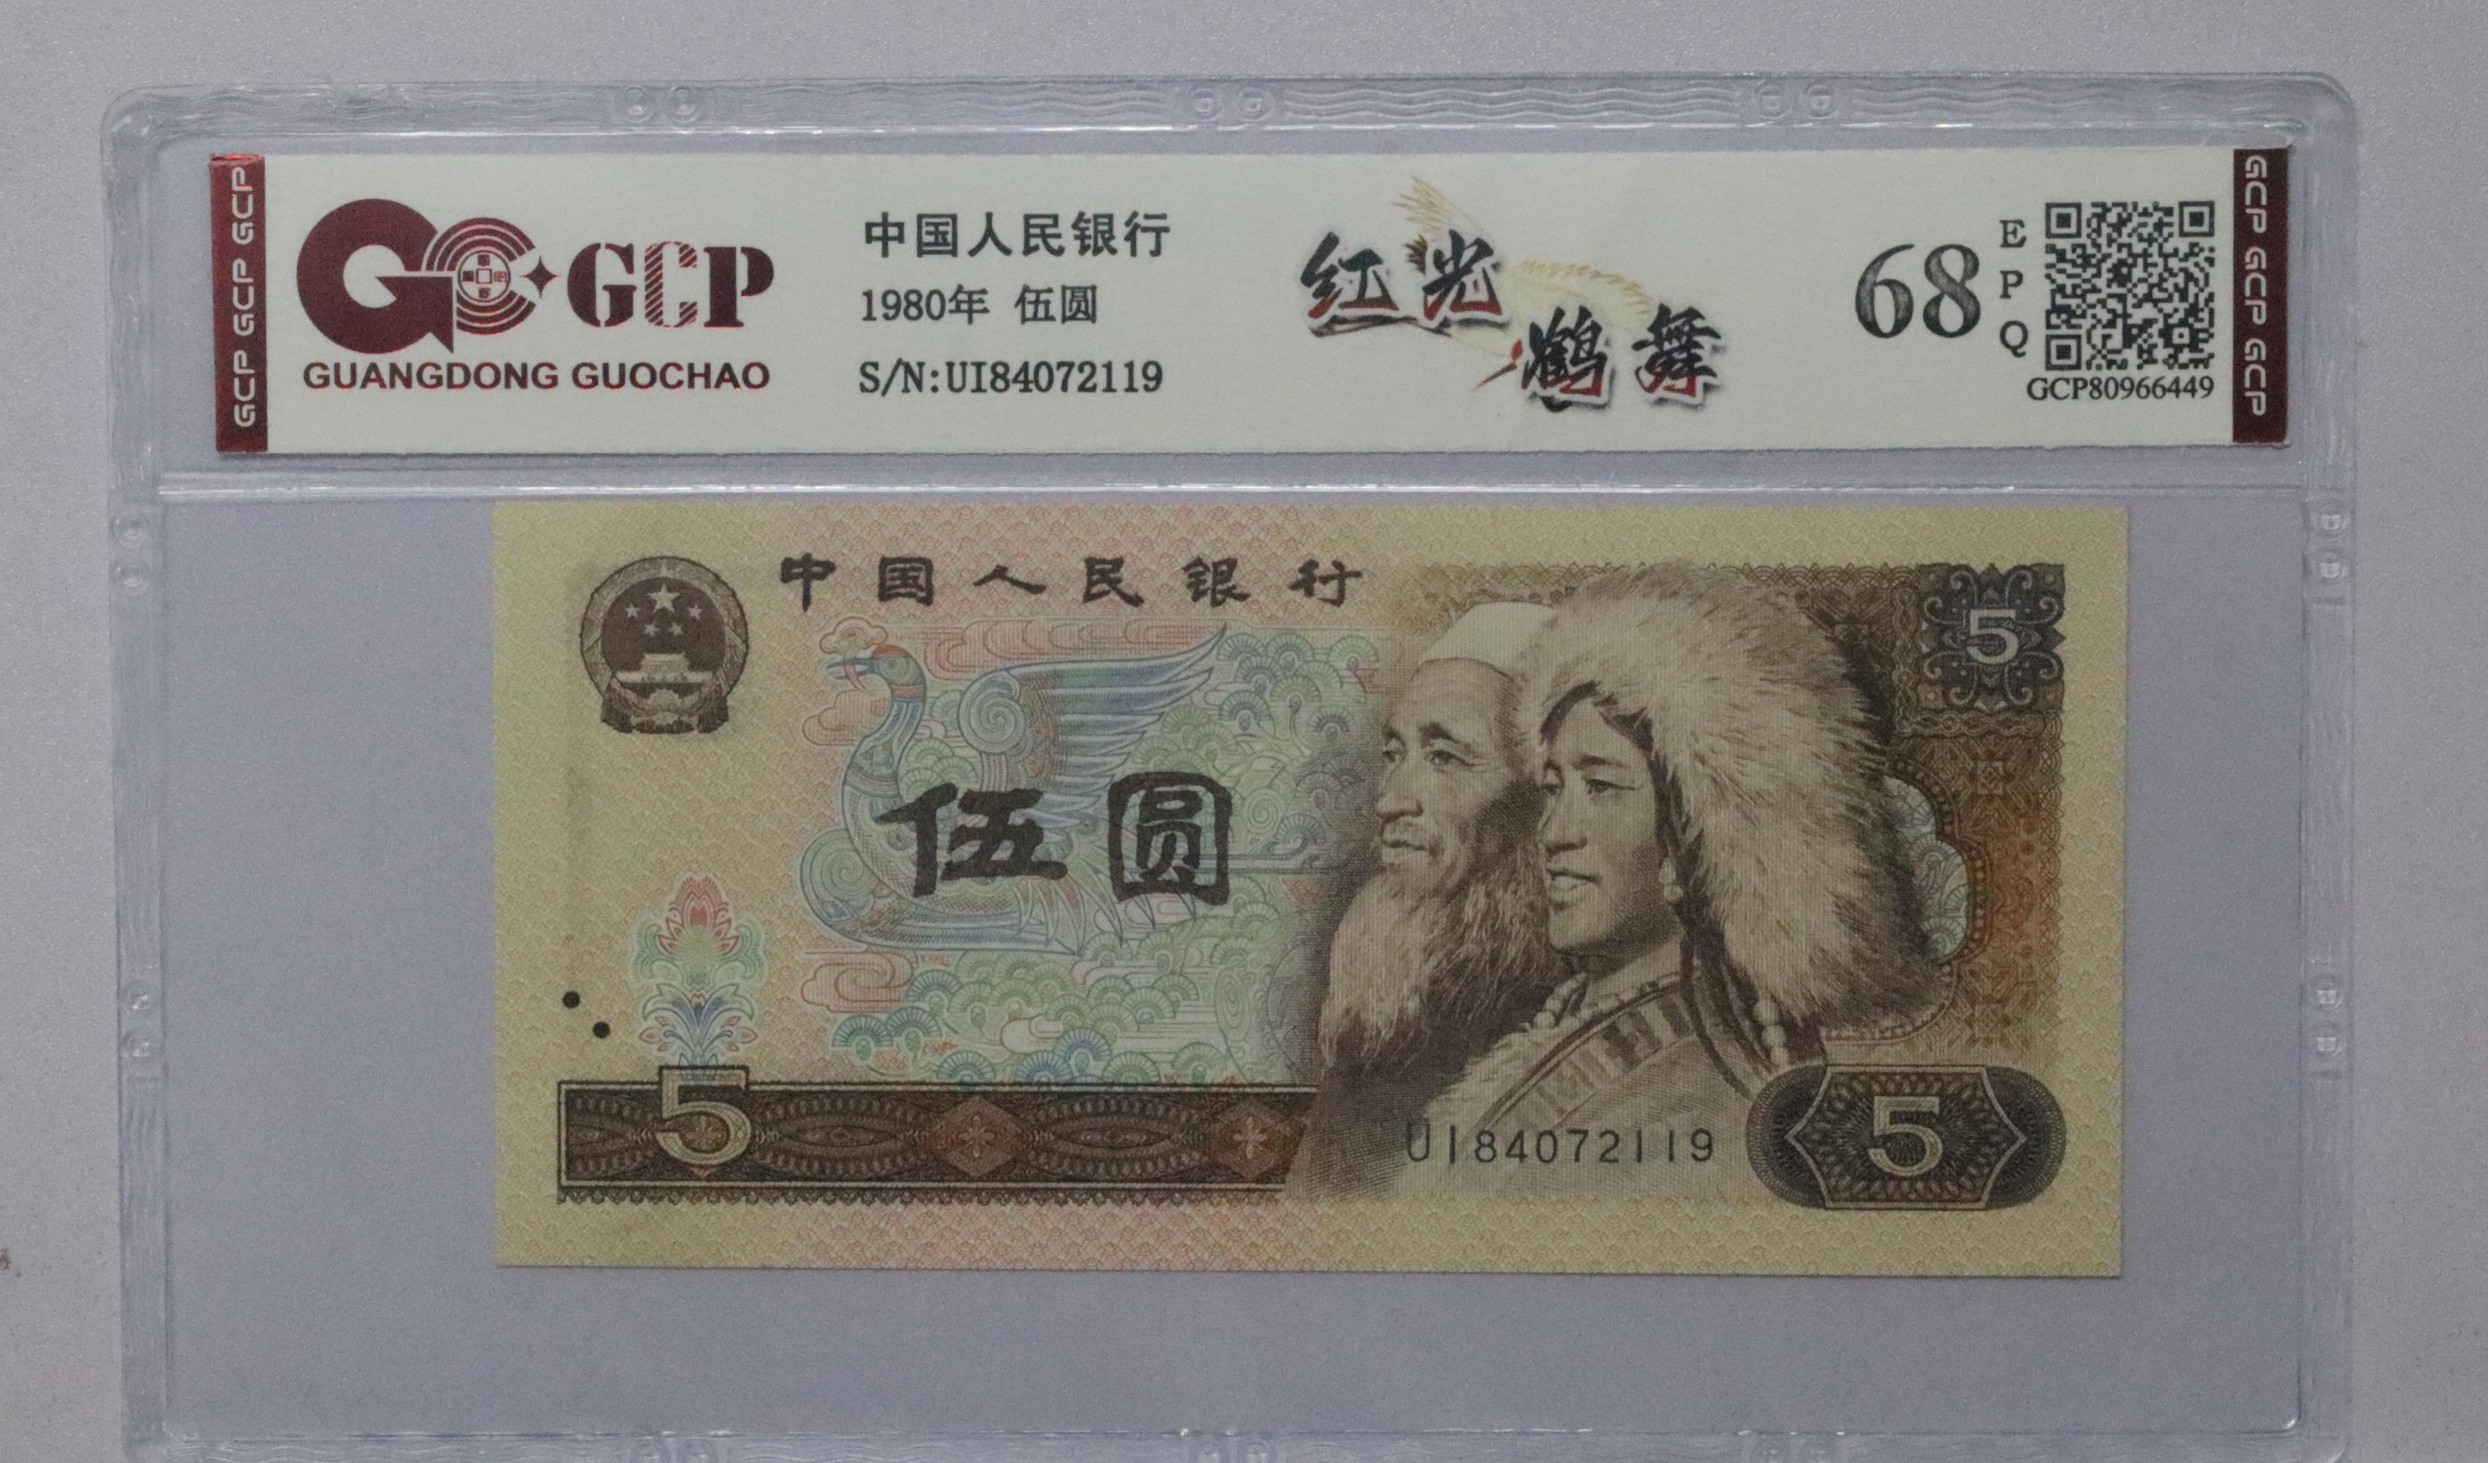 GCP GCP GCP
GCP
GUANGDONG GUOCHAO
中国人民银行
1980年 伍圆
S/N:UI84072119
红光
鹤舞
68
EPQ
GCP80966449
GCP GCP GCP
中国人民银行
5
伍圆
5
UI84072119
5